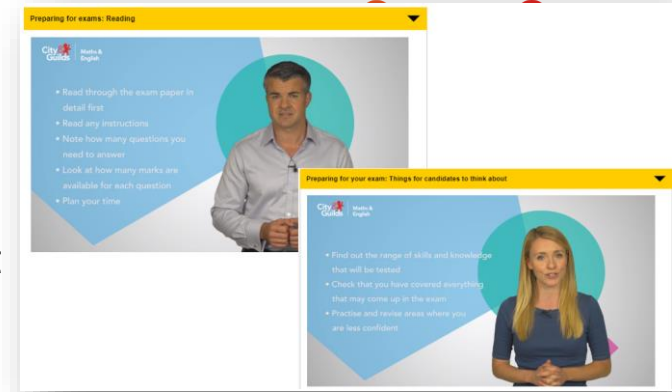 Preparing for exams: Reading
City & Guilds
Maths &
English
• Read through the exam paper in
detail first
• Read any instructions
• Note how many questions you
need to answer
• Look at how many marks are
available for each question
• Plan your time
Preparing for your exam: Things for candidates to think about
City & Guilds
Maths &
English
• Find out the range of skills and knowledge
that will be tested
• Check that you have covered everything
that may come up in the exam
• Practise and revise areas where you
are less confident